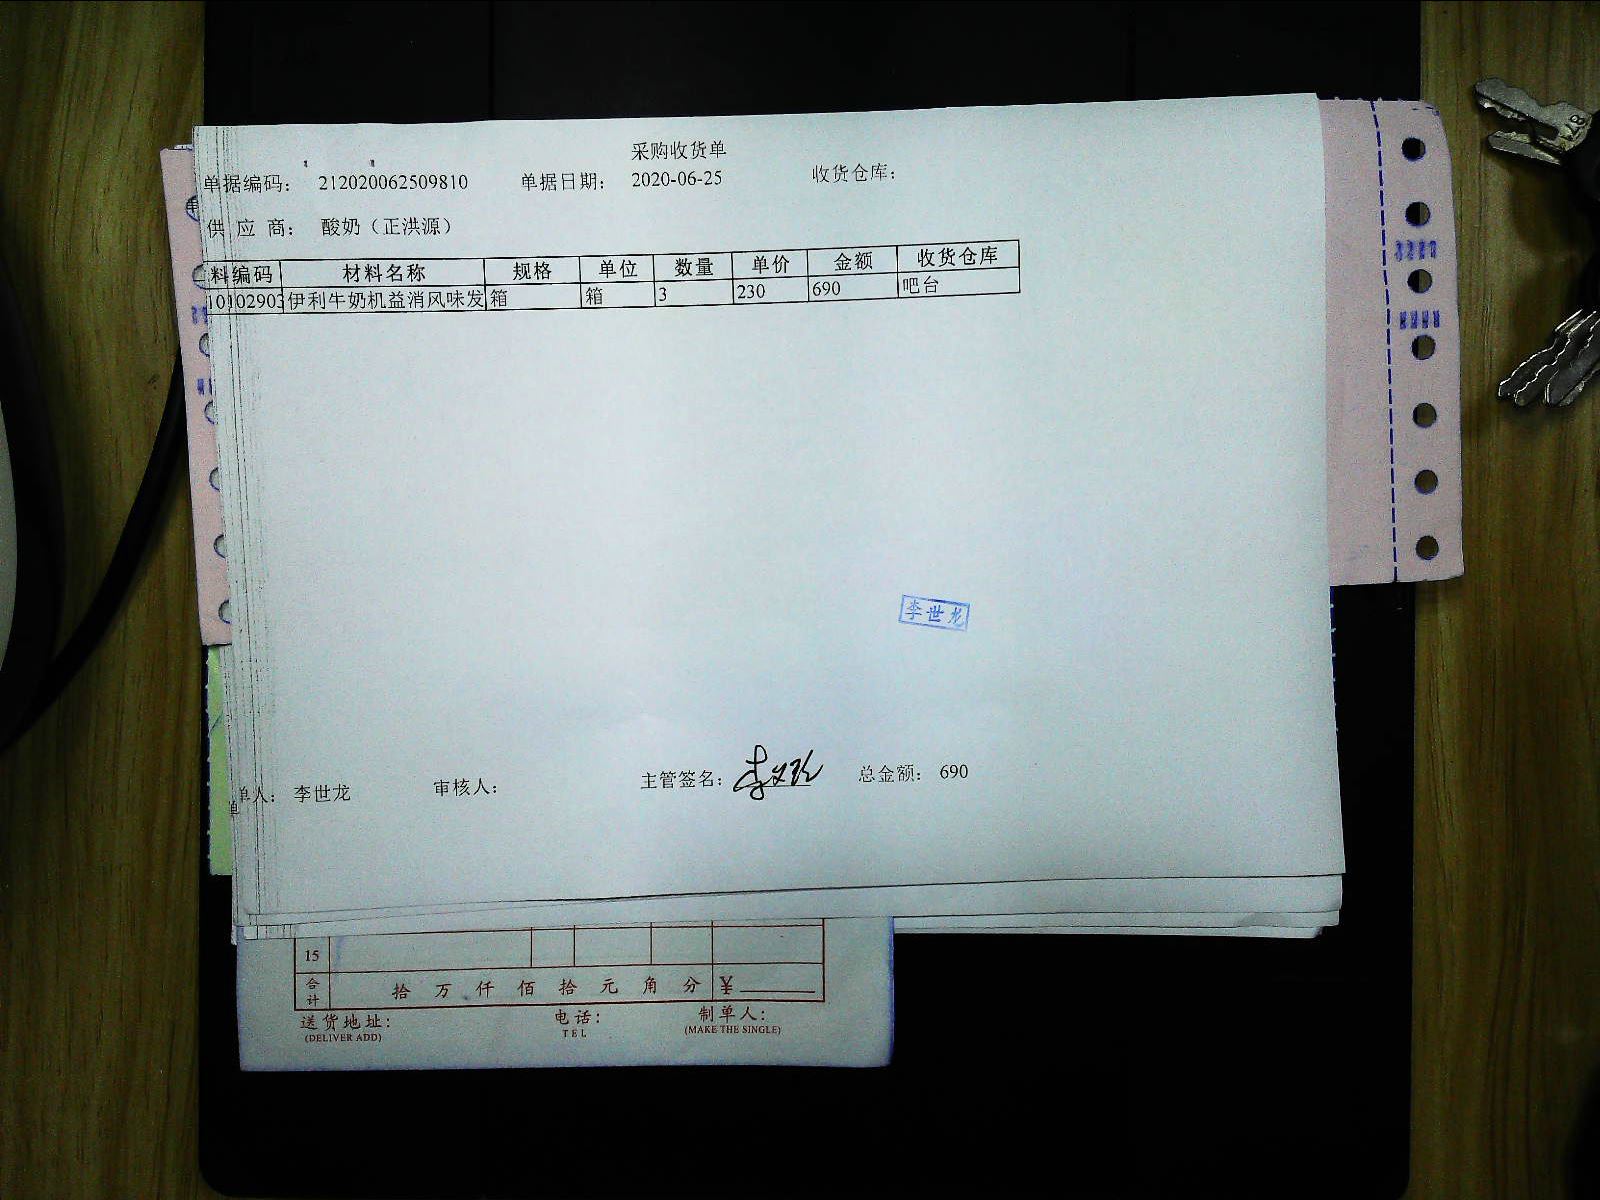 采购收货单
单据编码： 212020062509810 单据日期： 2020-06-25 收货仓库：
供 应 商： 酸奶（正洪源）
料编码 材料名称 规格 单位 数量 单价 金额 收货仓库
10102903 伊利牛奶机益消风味发 箱 箱 3 230 690 吧台
李世龙
单人： 李世龙 审核人： 主管签名： 总金额： 690
单
15
合计 拾 万 仟 佰 拾 元 角 分 ¥
送货地址： 电话： 制单人：
(DELIVER ADD) TEL (MAKE THE SINGLE)